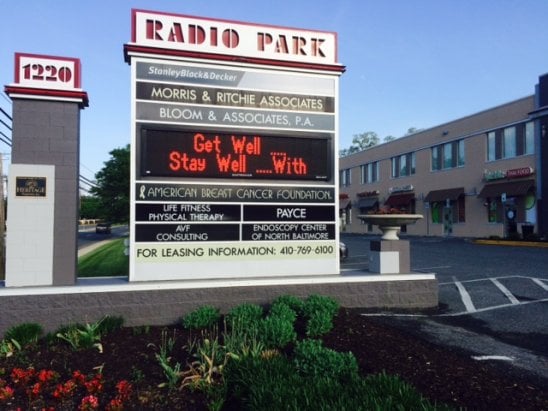 RADIO PARK
1220
StanleyBlack&Decker
MORRIS & RITCHIE ASSOCIATES
BLOOM & ASSOCIATES, P.A.
Get Well ....
Stay Well ....With
AMERICAN BREAST CANCER FOUNDATION
LIFE FITNESS
PHYSICAL THERAPY
PAYCE
AVF
CONSULTING
ENDOSCOPY CENTER
OF NORTH BALTIMORE
FOR LEASING INFORMATION: 410-769-6100
HERITAGE